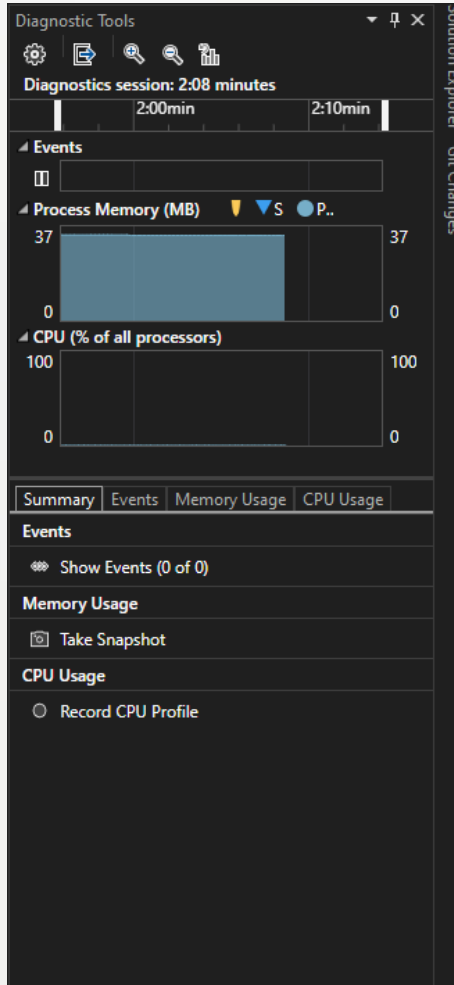 Diagnostic Tools
Diagnostics session: 2:08 minutes
2:00min 2:10min
Events
Process Memory (MB) S P..
37 37
0 0
CPU (% of all processors)
100 100
0 0
Summary Events Memory Usage CPU Usage
Events
Show Events (0 of 0)
Memory Usage
Take Snapshot
CPU Usage
Record CPU Profile
Solution Explorer
Git Changes